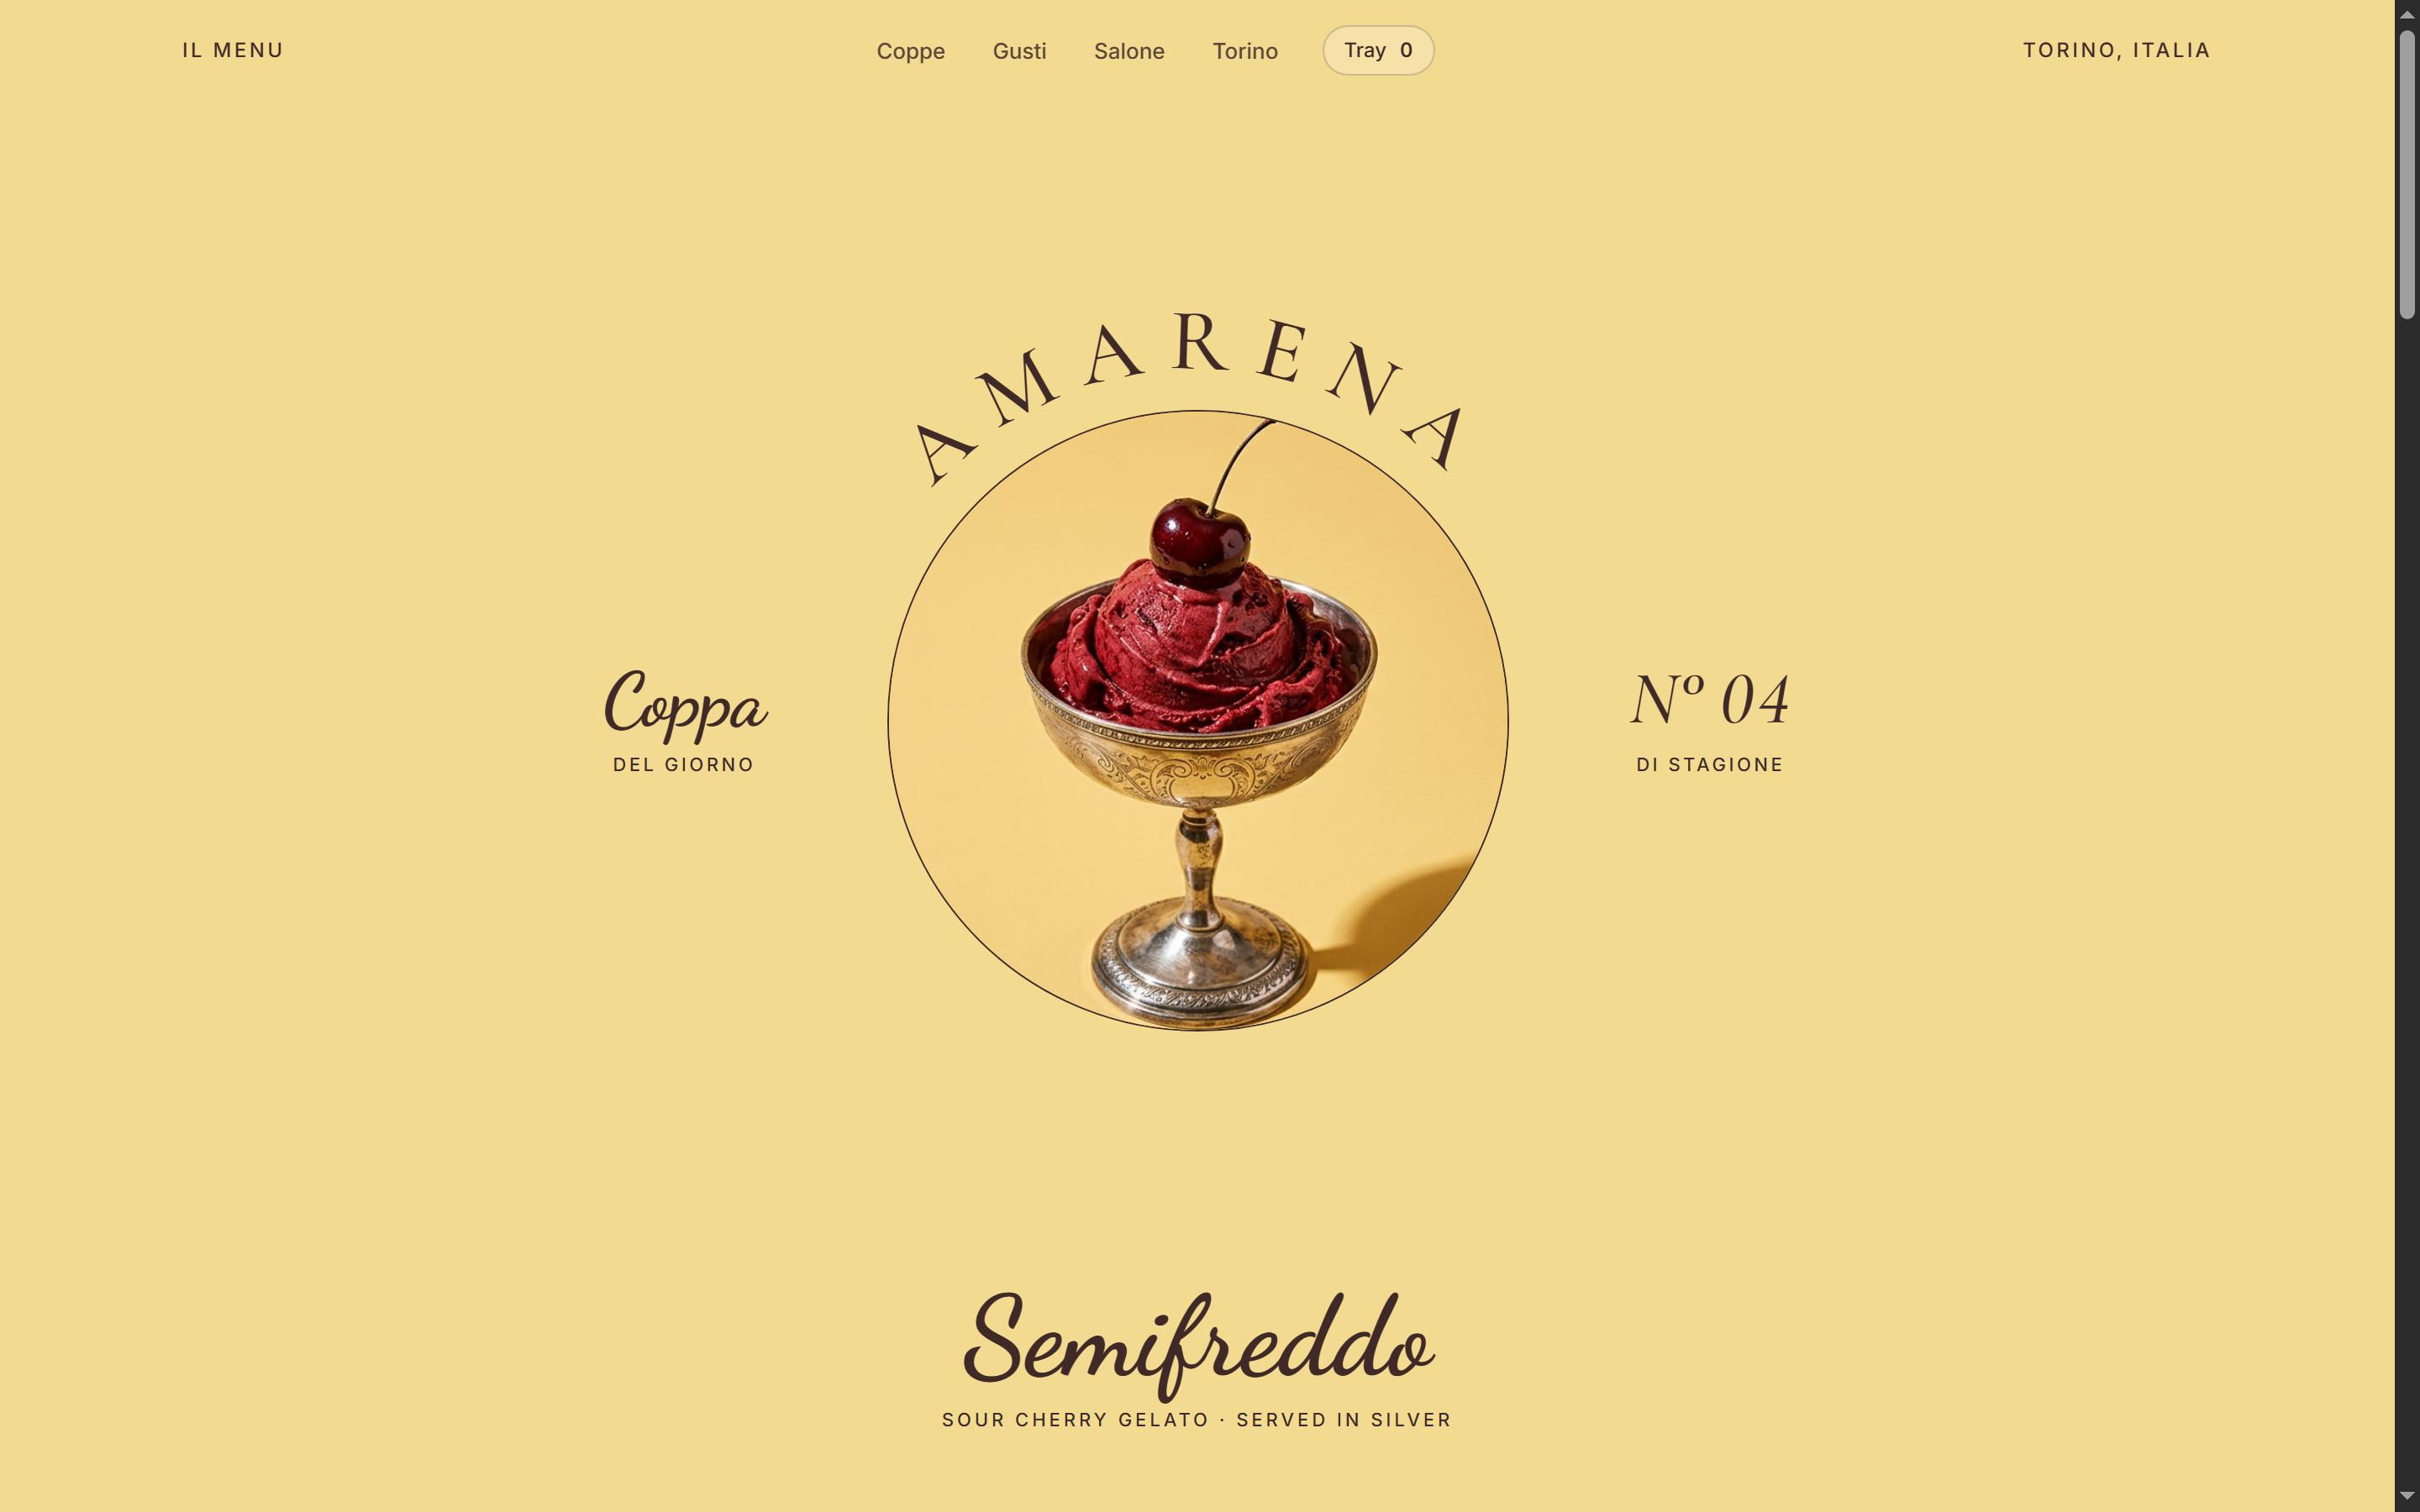 IL MENU
Coppe Gusti Salone Torino Tray 0
TORINO, ITALIA
AMARENA
Coppa
DEL GIORNO
Nº 04
DI STAGIONE
Semifreddo
SOUR CHERRY GELATO · SERVED IN SILVER